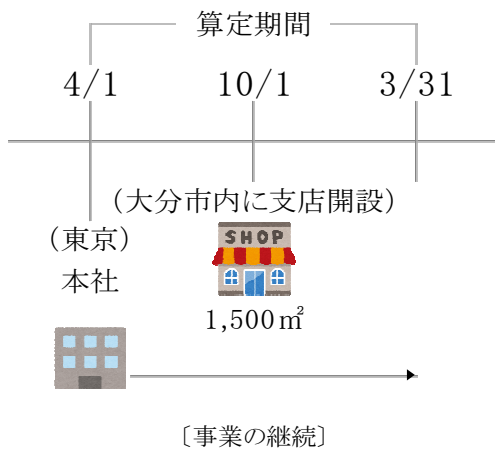 算定期間
4/1 10/1 3/31
(大分市内に支店開設)
(東京)
本社
SHOP
1,500㎡
〔事業の継続〕